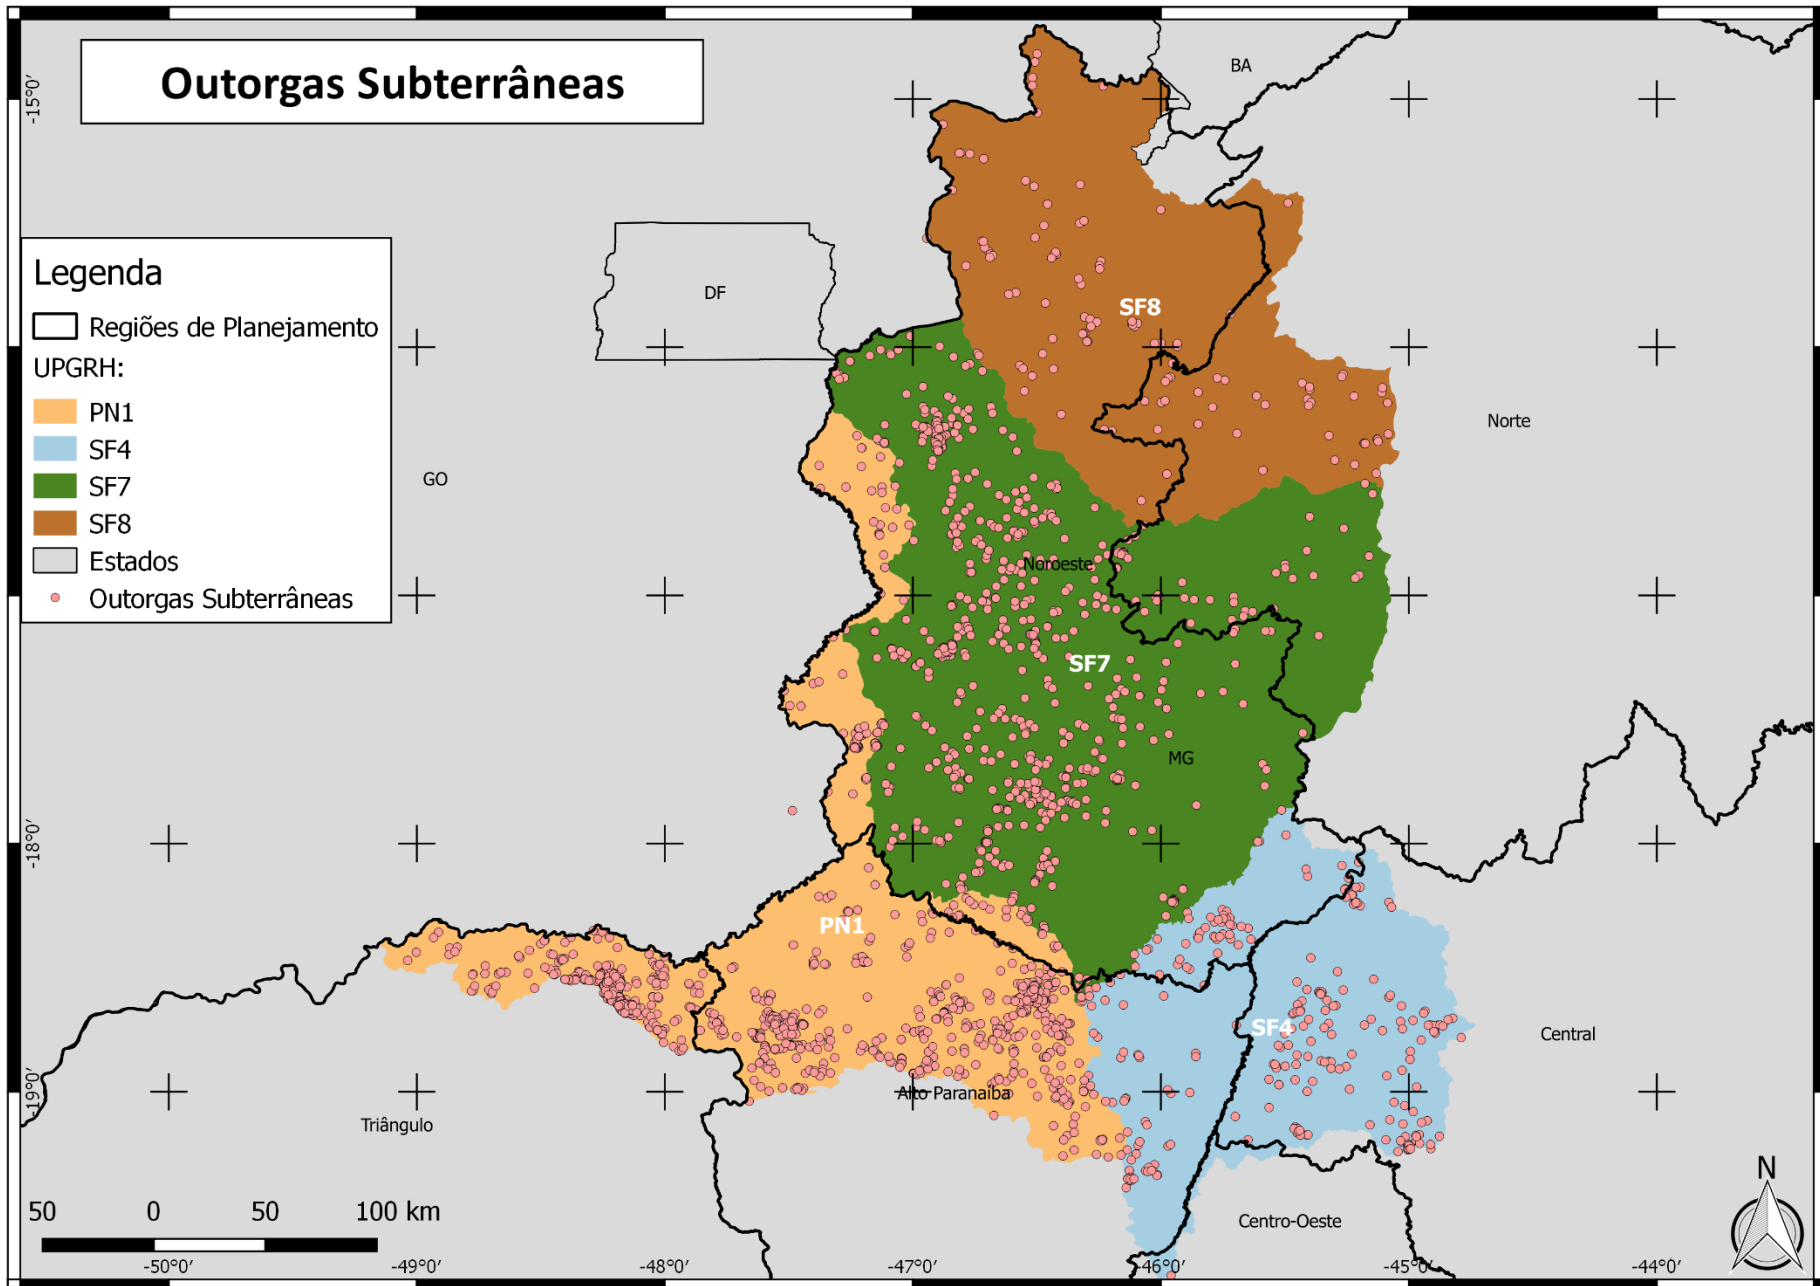 Outorgas Subterrâneas
BA
-15°0'
Legenda
Regiões de Planejamento
UPGRH:
PN1
SF4
SF7
SF8
Estados
Outorgas Subterrâneas
DF
SF8
GO
Norte
Noroeste
SF7
MG
-18°0'
PN1
SF4
Central
-19°0'
Alto Paranaiba
Triângulo
Centro-Oeste
N
50 0 50 100 km
-50°0' -49°0' -48°0' -47°0' -46°0' -45°0' -44°0'